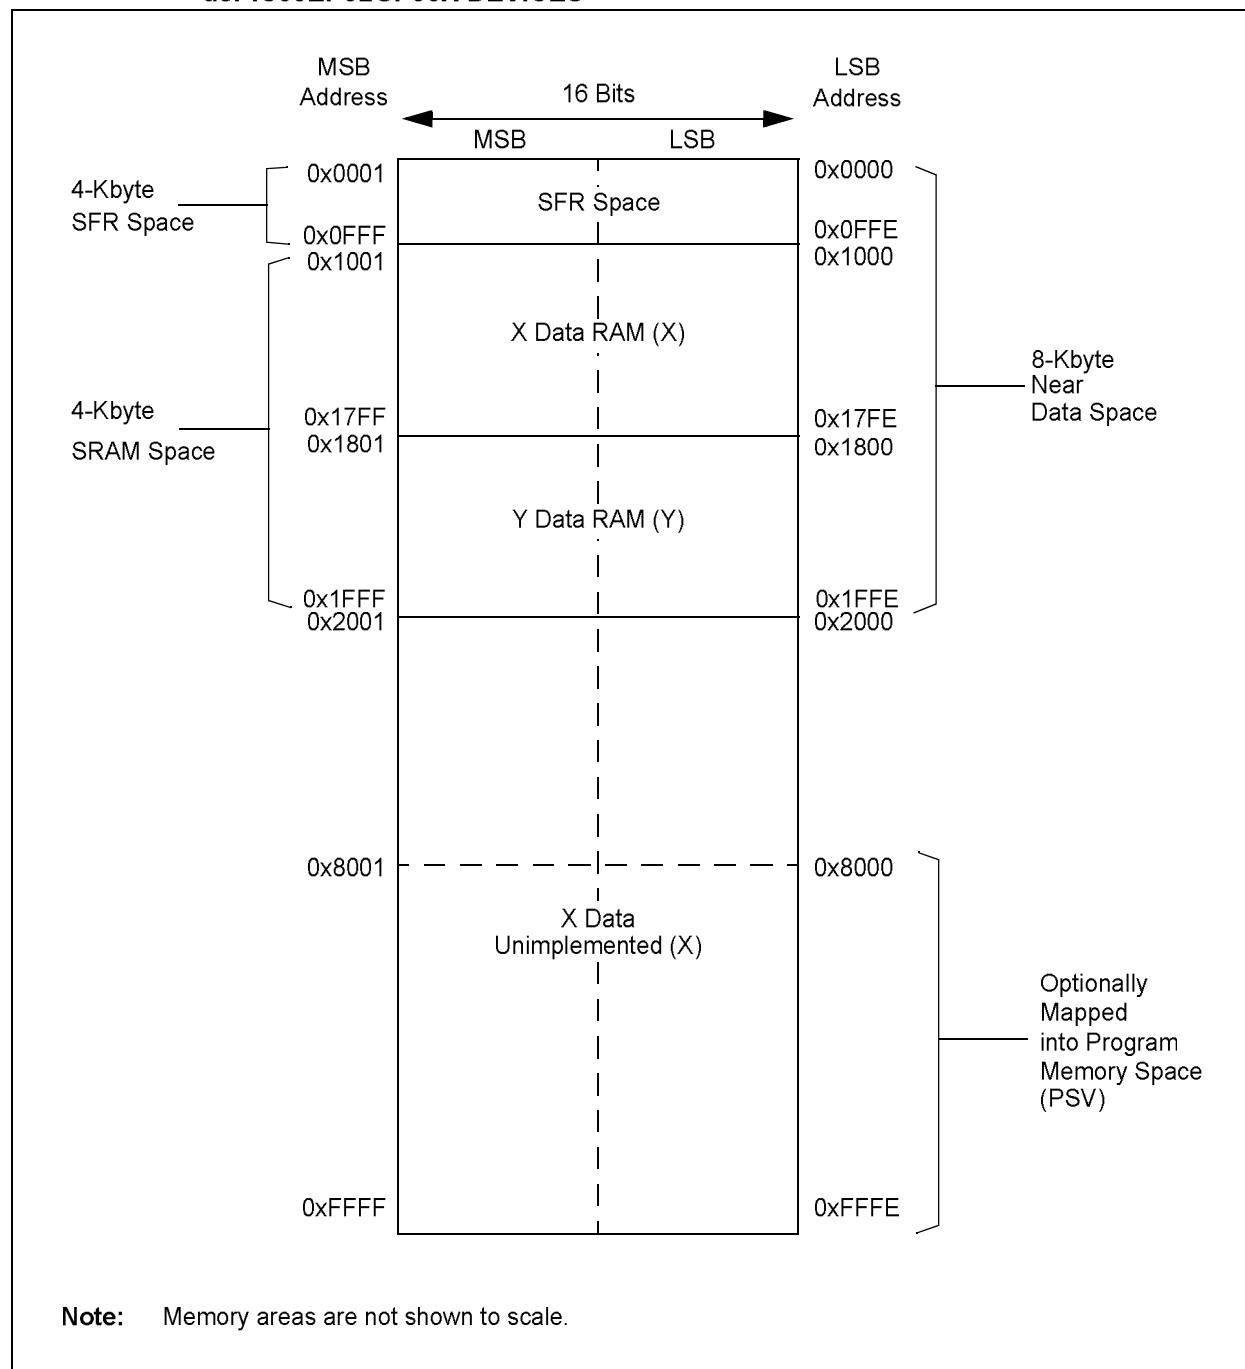 MSB
Address
16 Bits
LSB
Address
MSB
LSB
0x0001
0x0000
4-Kbyte
SFR Space
SFR Space
0x0FFF
0x0FFE
0x1001
0x1000
X Data RAM (X)
8-Kbyte
Near
Data Space
4-Kbyte
SRAM Space
0x17FF
0x17FE
0x1801
0x1800
Y Data RAM (Y)
0x1FFF
0x1FFE
0x2001
0x2000
0x8001
0x8000
X Data
Unimplemented (X)
Optionally
Mapped
into Program
Memory Space
(PSV)
0xFFFF
0xFFFE
Note: Memory areas are not shown to scale.